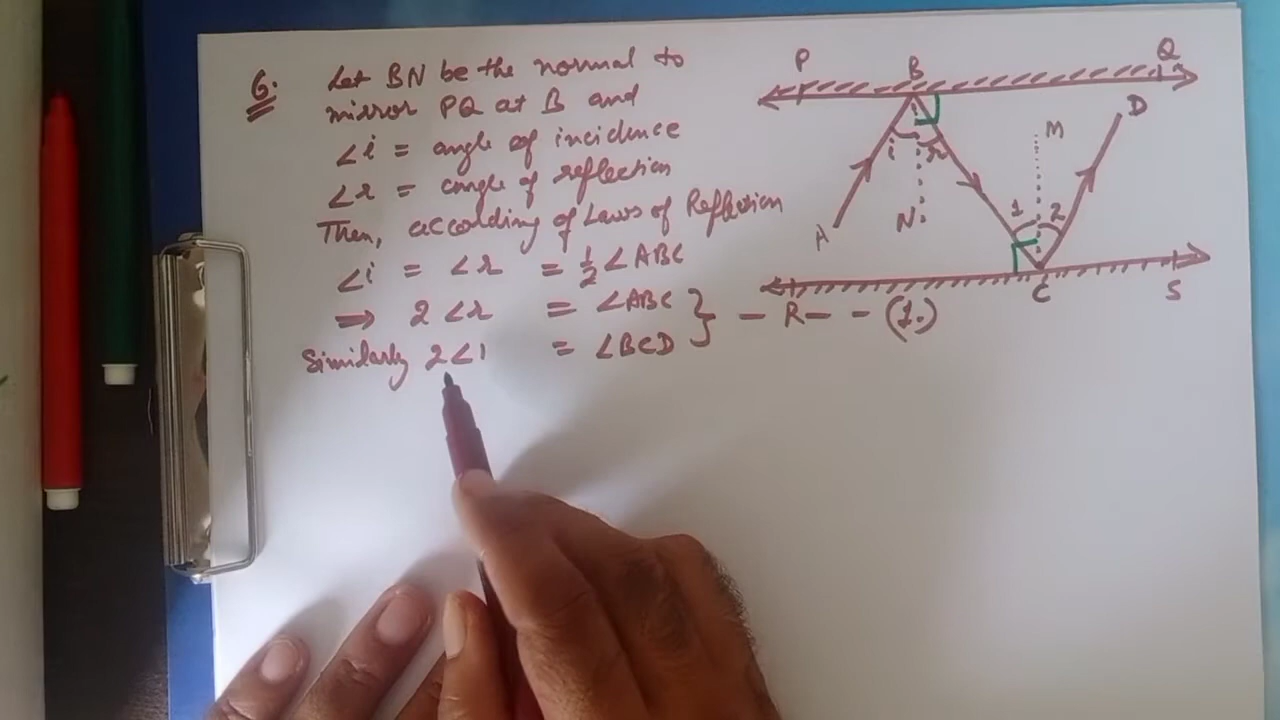 6. Let BN be the normal to
mirror PQ at B and
∠i = angle of incidence
∠r = angle of reflection
Then, according of Laws of Reflection
∠i = ∠r = 1/2 ∠ABC
⇒ 2∠r = ∠ABC } - - - (1.)
Similarly 2∠1 = ∠BCD
P B Q
D
M
i r
N
A
1 2
R C S